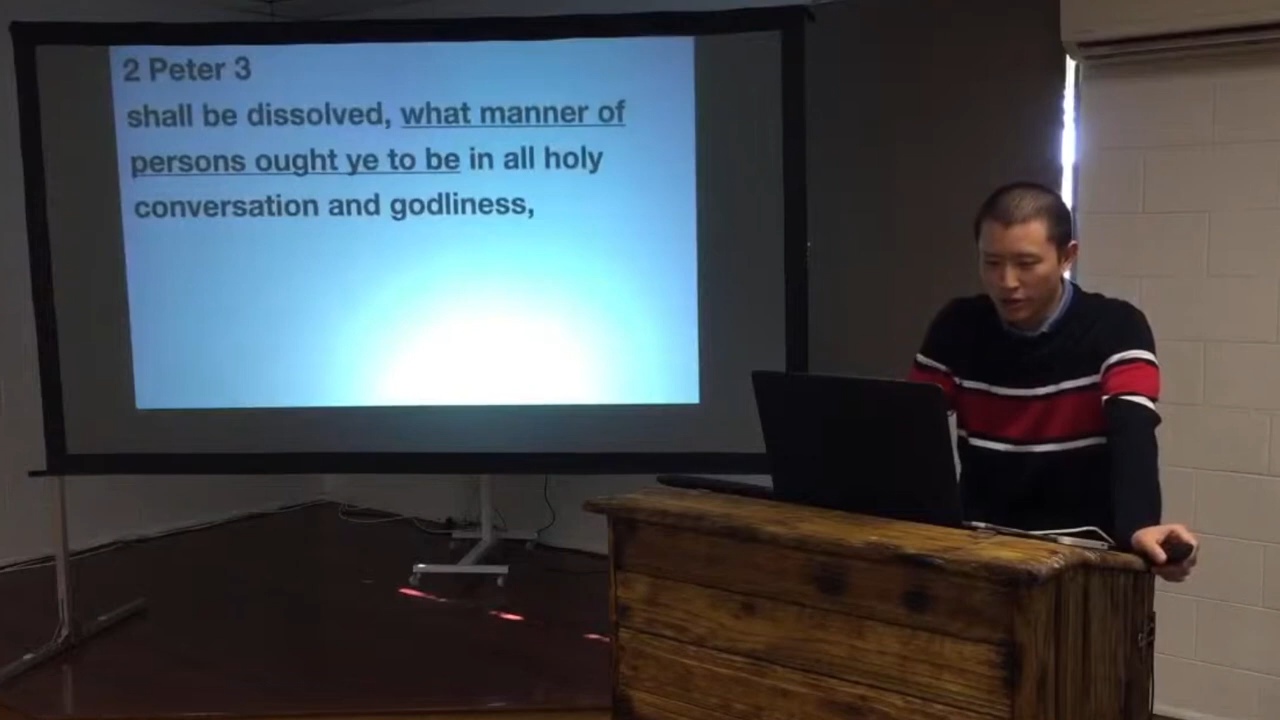 2 Peter 3
shall be dissolved, what manner of
persons ought ye to be in all holy
conversation and godliness,